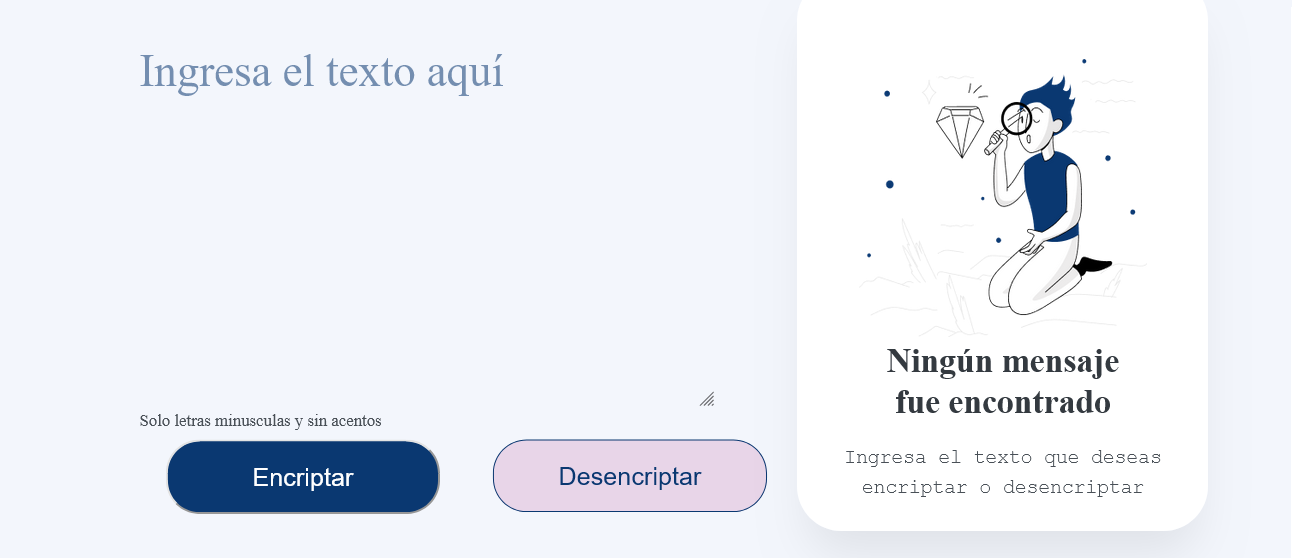 Ingresa el texto aquí
Solo letras minusculas y sin acentos
Encriptar
Desencriptar
Ningún mensaje
fue encontrado
Ingresa el texto que deseas
encriptar o desencriptar